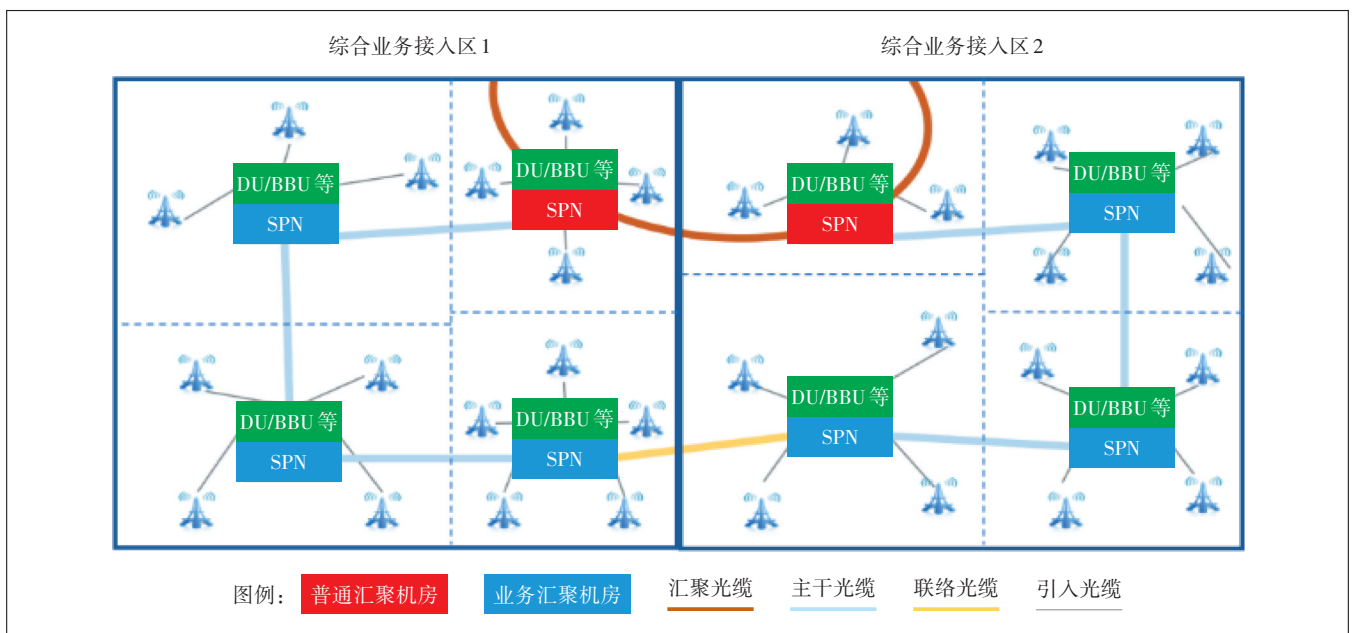 综合业务接入区1
综合业务接入区2
DU/BBU 等
SPN
DU/BBU 等
SPN
DU/BBU 等
SPN
DU/BBU 等
SPN
DU/BBU 等
SPN
DU/BBU 等
SPN
DU/BBU 等
SPN
DU/BBU 等
SPN
图例：
普通汇聚机房
业务汇聚机房
汇聚光缆
主干光缆
联络光缆
引入光缆